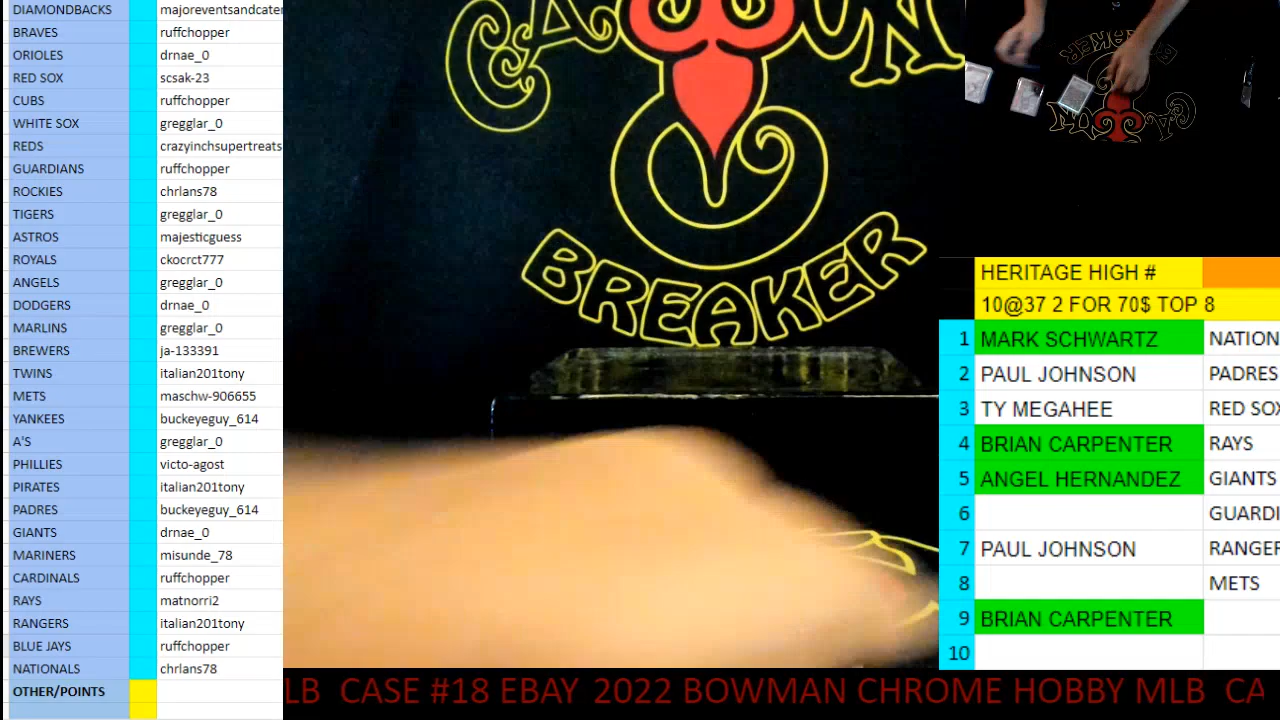 DIAMONDBACKS majoreventsandcater
BRAVES ruffchopper
ORIOLES drnae_0
RED SOX scsak-23
CUBS ruffchopper
WHITE SOX gregglar_0
REDS crazyinchsupertreats
GUARDIANS ruffchopper
ROCKIES chrlans78
TIGERS gregglar_0
ASTROS majesticguess
ROYALS ckocrct777
ANGELS gregglar_0
DODGERS drnae_0
MARLINS gregglar_0
BREWERS ja-133391
TWINS italian201tony
METS maschw-906655
YANKEES buckeyeguy_614
A'S gregglar_0
PHILLIES victo-agost
PIRATES italian201tony
PADRES buckeyeguy_614
GIANTS drnae_0
MARINERS misunde_78
CARDINALS ruffchopper
RAYS matnorri2
RANGERS italian201tony
BLUE JAYS ruffchopper
NATIONALS chrlans78
OTHER/POINTS
BREAKER
HERITAGE HIGH #
10@37 2 FOR 70$ TOP 8
1 MARK SCHWARTZ NATION
2 PAUL JOHNSON PADRES
3 TY MEGAHEE RED SOX
4 BRIAN CARPENTER RAYS
5 ANGEL HERNANDEZ GIANTS
6 GUARDI
7 PAUL JOHNSON RANGER
8 METS
9 BRIAN CARPENTER
10
LB CASE #18 EBAY 2022 BOWMAN CHROME HOBBY MLB CA